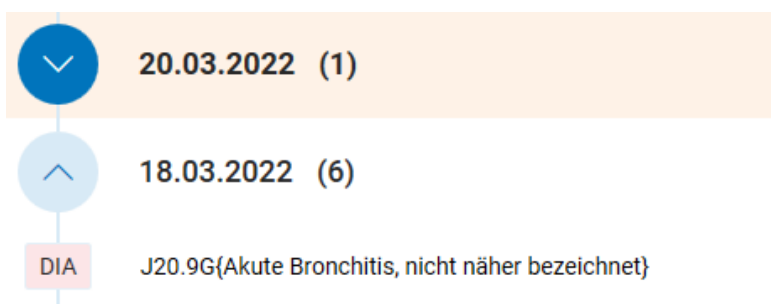 20.03.2022 (1)
18.03.2022 (6)
DIA J20.9G{Akute Bronchitis, nicht näher bezeichnet}